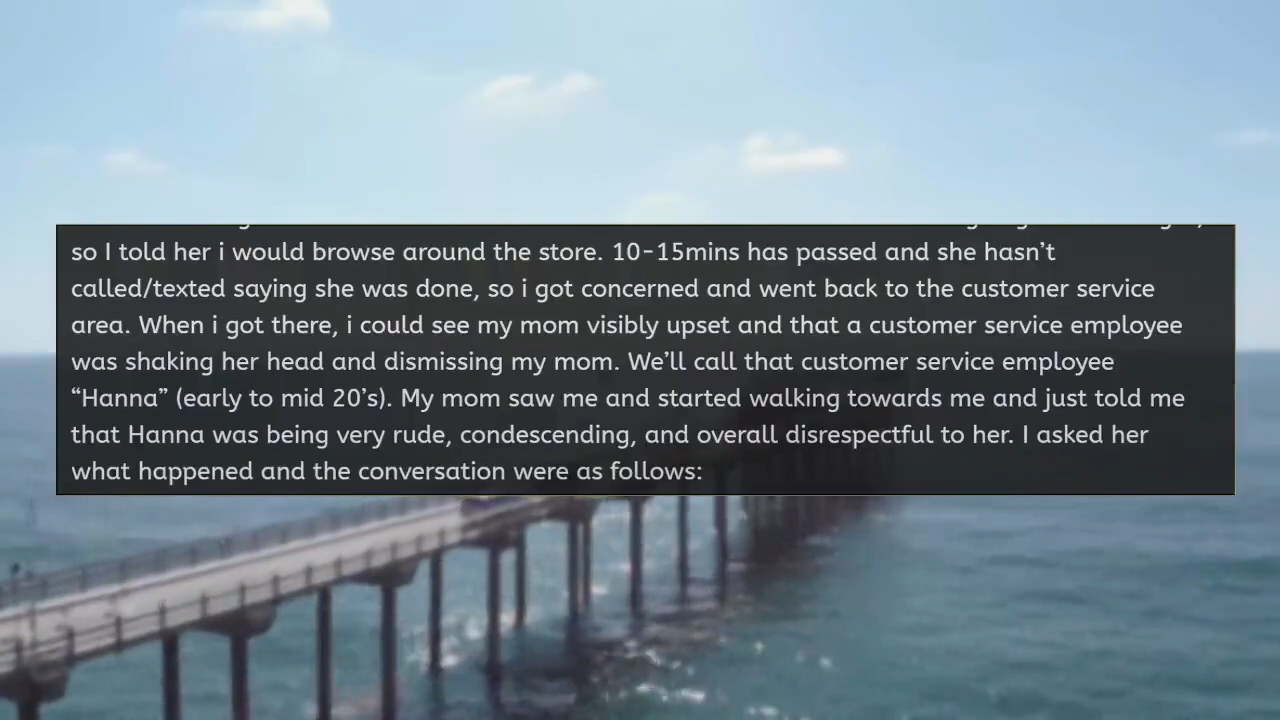 so I told her i would browse around the store. 10-15mins has passed and she hasn’t
called/texted saying she was done, so i got concerned and went back to the customer service
area. When i got there, i could see my mom visibly upset and that a customer service employee
was shaking her head and dismissing my mom. We’ll call that customer service employee
“Hanna” (early to mid 20’s). My mom saw me and started walking towards me and just told me
that Hanna was being very rude, condescending, and overall disrespectful to her. I asked her
what happened and the conversation were as follows: